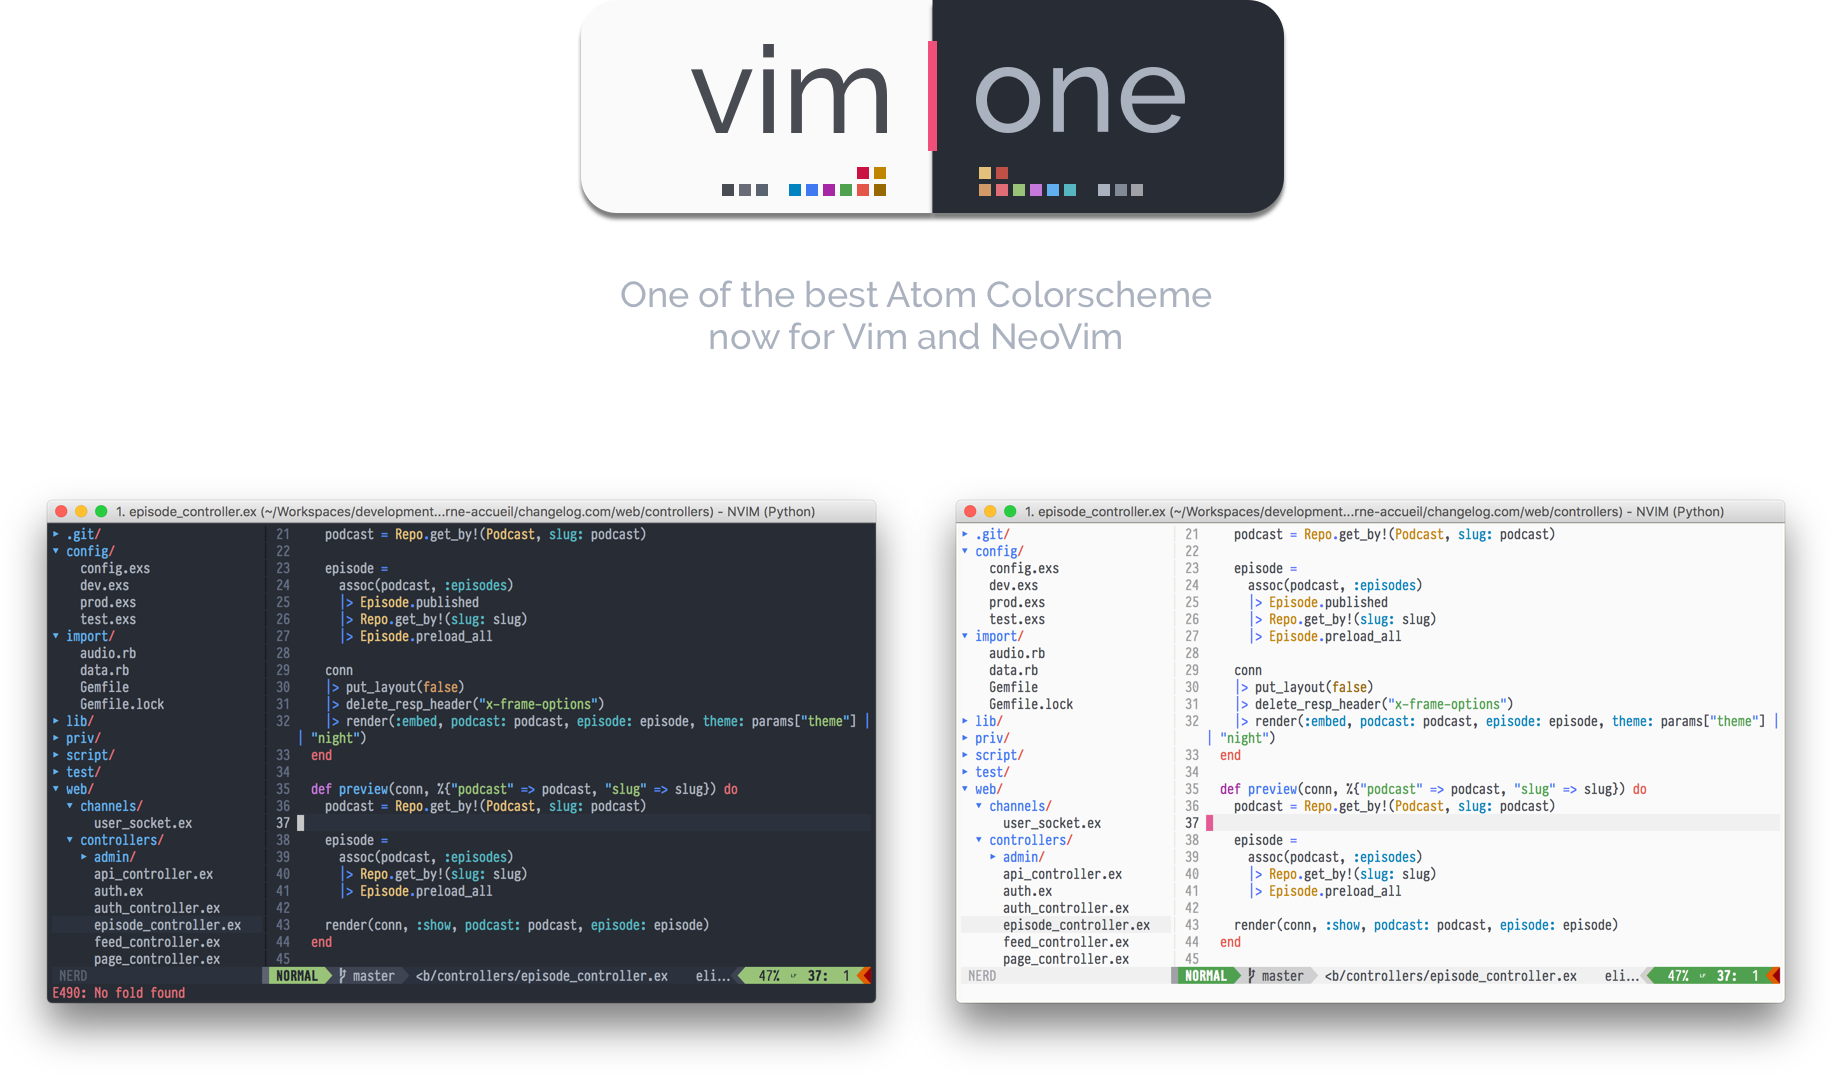 vim one
One of the best Atom Colorscheme
now for Vim and NeoVim
1. episode_controller.ex (~/Workspaces/development...rne-accueil/changelog.com/web/controllers) - NVIM (Python)
.git/
config/
config.exs
dev.exs
prod.exs
test.exs
import/
audio.rb
data.rb
Gemfile
Gemfile.lock
lib/
priv/
script/
test/
web/
channels/
user_socket.ex
controllers/
admin/
api_controller.ex
auth.ex
auth_controller.ex
episode_controller.ex
feed_controller.ex
page_controller.ex
NERD
21 podcast = Repo.get_by!(Podcast, slug: podcast)
22
23 episode =
24 assoc(podcast, :episodes)
25 |> Episode.published
26 |> Repo.get_by!(slug: slug)
27 |> Episode.preload_all
28
29 conn
30 |> put_layout(false)
31 |> delete_resp_header("x-frame-options")
32 |> render(:embed, podcast: podcast, episode: episode, theme: params["theme"] |
| "night")
33 end
34
35 def preview(conn, %{"podcast" => podcast, "slug" => slug}) do
36 podcast = Repo.get_by!(Podcast, slug: podcast)
37
38 episode =
39 assoc(podcast, :episodes)
40 |> Repo.get_by!(slug: slug)
41 |> Episode.preload_all
42
43 render(conn, :show, podcast: podcast, episode: episode)
44 end
45
NORMAL master <b/controllers/episode_controller.ex eli... 47% 37: 1
E490: No fold found
1. episode_controller.ex (~/Workspaces/development...rne-accueil/changelog.com/web/controllers) - NVIM (Python)
.git/
config/
config.exs
dev.exs
prod.exs
test.exs
import/
audio.rb
data.rb
Gemfile
Gemfile.lock
lib/
priv/
script/
test/
web/
channels/
user_socket.ex
controllers/
admin/
api_controller.ex
auth.ex
auth_controller.ex
episode_controller.ex
feed_controller.ex
page_controller.ex
NERD
21 podcast = Repo.get_by!(Podcast, slug: podcast)
22
23 episode =
24 assoc(podcast, :episodes)
25 |> Episode.published
26 |> Repo.get_by!(slug: slug)
27 |> Episode.preload_all
28
29 conn
30 |> put_layout(false)
31 |> delete_resp_header("x-frame-options")
32 |> render(:embed, podcast: podcast, episode: episode, theme: params["theme"] |
| "night")
33 end
34
35 def preview(conn, %{"podcast" => podcast, "slug" => slug}) do
36 podcast = Repo.get_by!(Podcast, slug: podcast)
37
38 episode =
39 assoc(podcast, :episodes)
40 |> Repo.get_by!(slug: slug)
41 |> Episode.preload_all
42
43 render(conn, :show, podcast: podcast, episode: episode)
44 end
45
NORMAL master <b/controllers/episode_controller.ex eli... 47% 37: 1